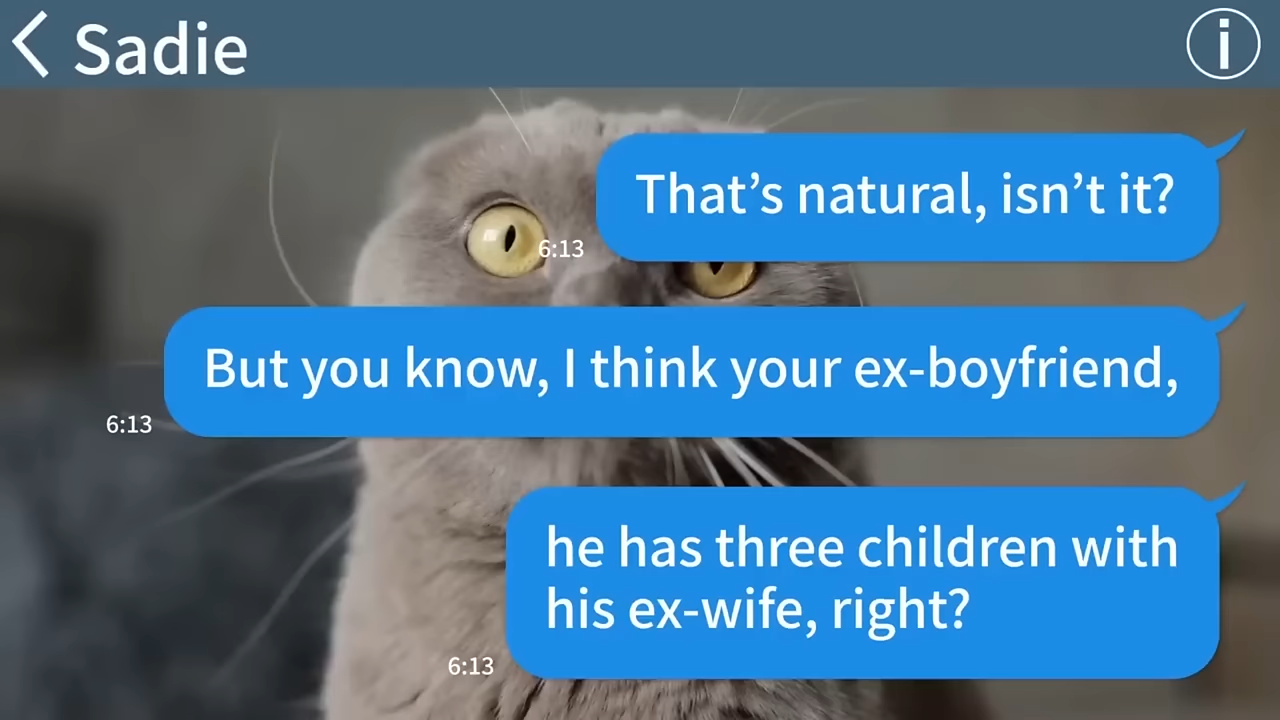 Sadie
That’s natural, isn’t it?
6:13
But you know, I think your ex-boyfriend,
6:13
he has three children with
his ex-wife, right?
6:13